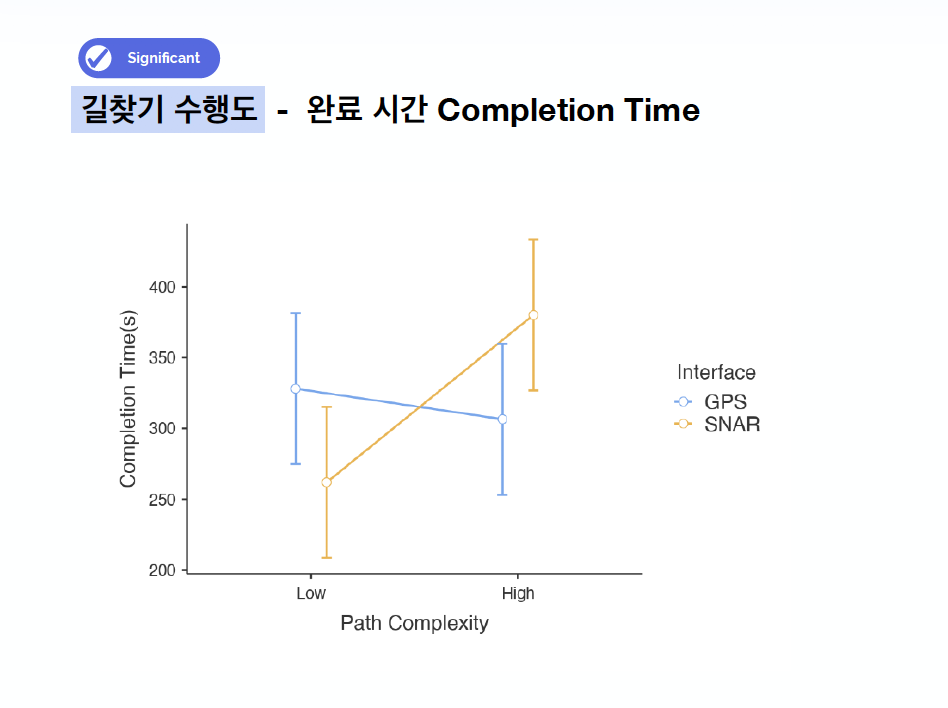 Significant
길찾기 수행도 - 완료 시간 Completion Time
Completion Time(s)
400
350
300
250
200
Low
High
Path Complexity
Interface
GPS
SNAR